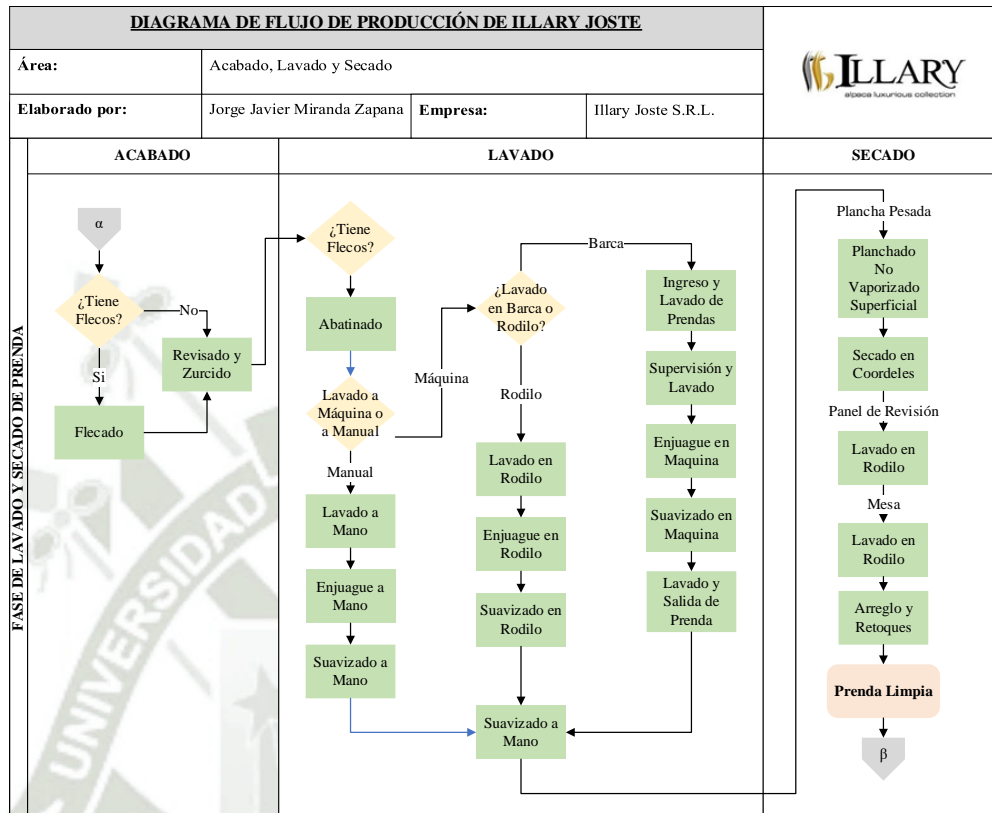 DIAGRAMA DE FLUJO DE PRODUCCIÓN DE ILLARY JOSTE
Área:
Acabado, Lavado y Secado
Elaborado por:
Jorge Javier Miranda Zapana
Empresa:
Illary Joste S.R.L.
ILLARY
alpaca luxurious collection
FASE DE LAVADO Y SECADO DE PRENDA
ACABADO
α
¿Tiene
Flecos?
No
Si
Revisado y
Zurcido
Flecado
LAVADO
¿Tiene
Flecos?
Abatinado
Lavado a
Máquina o
a Manual
Máquina
Manual
Lavado a
Mano
Enjuague a
Mano
Suavizado a
Mano
¿Lavado
en Barca o
Rodilo?
Barca
Rodilo
Lavado en
Rodilo
Enjuague en
Rodilo
Suavizado en
Rodilo
Suavizado a
Mano
Ingreso y
Lavado de
Prendas
Supervisión y
Lavado
Enjuague en
Maquina
Suavizado en
Maquina
Lavado y
Salida de
Prenda
SECADO
Plancha Pesada
Planchado
No
Vaporizado
Superficial
Secado en
Coordeles
Panel de Revisión
Lavado en
Rodilo
Mesa
Lavado en
Rodilo
Arreglo y
Retoques
Prenda Limpia
β
UNIVERSIDAD